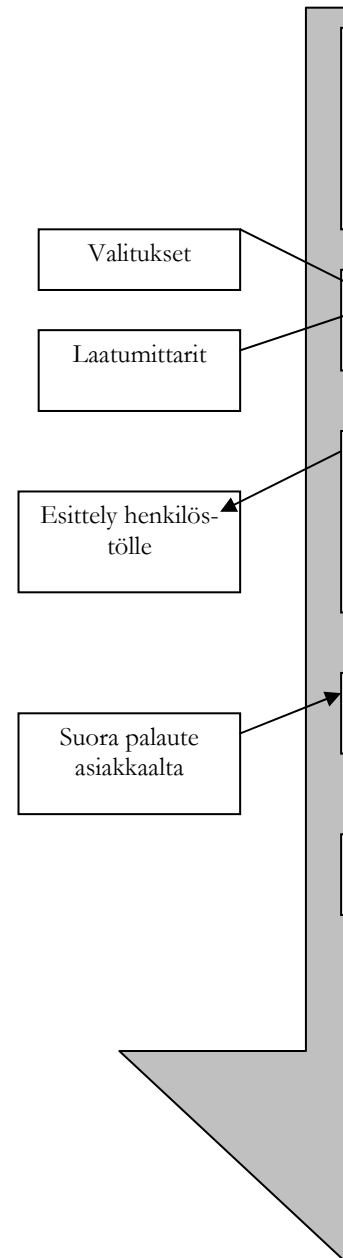 Valitukset
Laatumittarit
Esittely henkilös-
tölle
Suora palaute
asiakkaalta